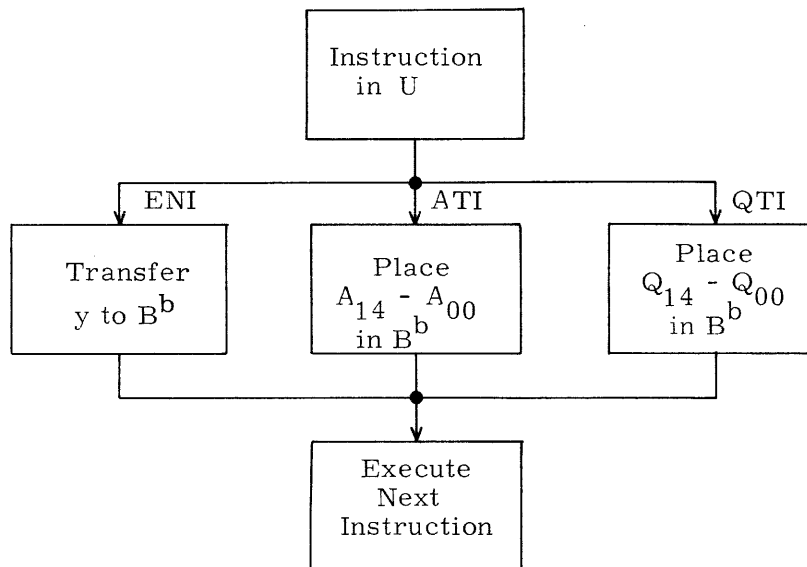 Instruction
in U
ENI
ATI
QTI
Transfer
y to B^b
Place
A_14 - A_00
in B^b
Place
Q_14 - Q_00
in B^b
Execute
Next
Instruction